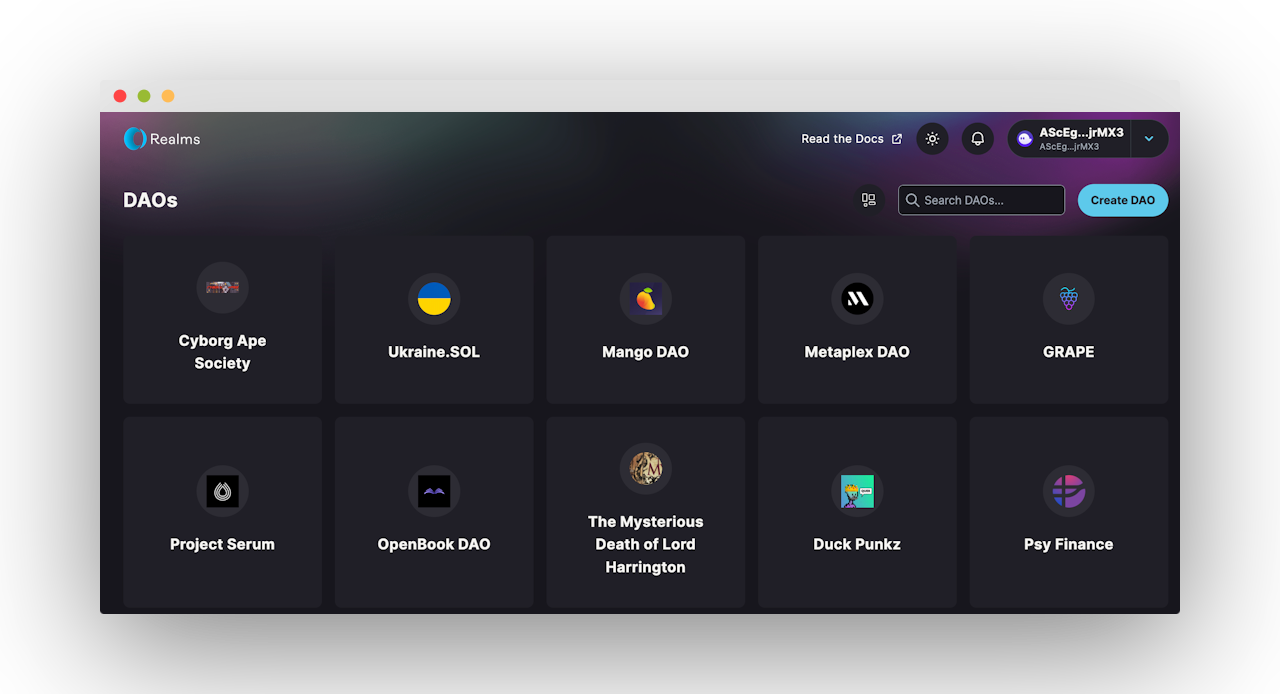 Realms
Read the Docs
AScEg...jrMX3
AScEg...jrMX3
DAOs
Search DAOs...
Create DAO
Cyborg Ape
Society
Ukraine.SOL
Mango DAO
Metaplex DAO
GRAPE
Project Serum
OpenBook DAO
The Mysterious
Death of Lord
Harrington
Duck Punkz
Psy Finance